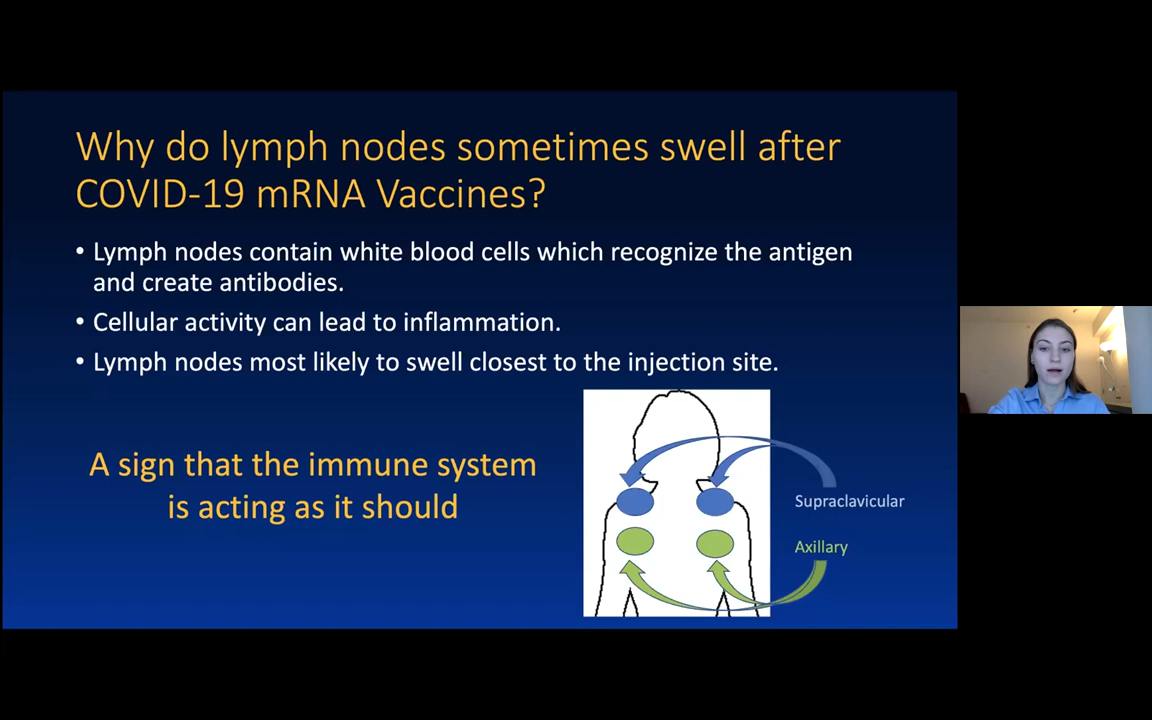 Why do lymph nodes sometimes swell after
COVID-19 mRNA Vaccines?
• Lymph nodes contain white blood cells which recognize the antigen
and create antibodies.
• Cellular activity can lead to inflammation.
• Lymph nodes most likely to swell closest to the injection site.
A sign that the immune system
is acting as it should
Supraclavicular
Axillary